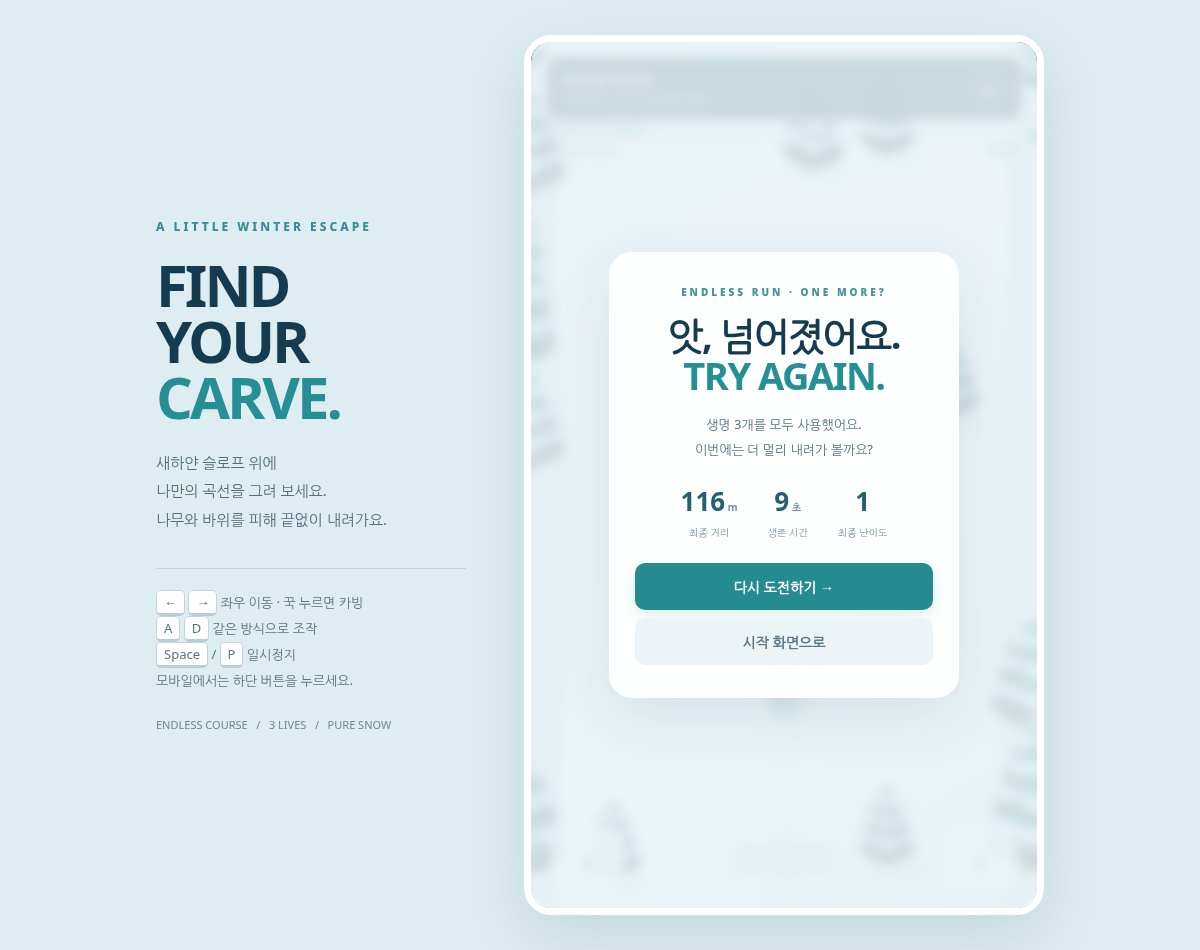 A LITTLE WINTER ESCAPE
FIND
YOUR
CARVE.
새하얀 슬로프 위에
나만의 곡선을 그려 보세요.
나무와 바위를 피해 끝없이 내려가요.
← → 좌우 이동 · 꾹 누르면 카빙
A D 같은 방식으로 조작
Space / P 일시정지
모바일에서는 하단 버튼을 누르세요.
ENDLESS COURSE / 3 LIVES / PURE SNOW
ENDLESS RUN · ONE MORE?
앗, 넘어졌어요.
TRY AGAIN.
생명 3개를 모두 사용했어요.
이번에는 더 멀리 내려가 볼까요?
116 m 9 초 1
최종 거리 생존 시간 최종 난이도
다시 도전하기 →
시작 화면으로